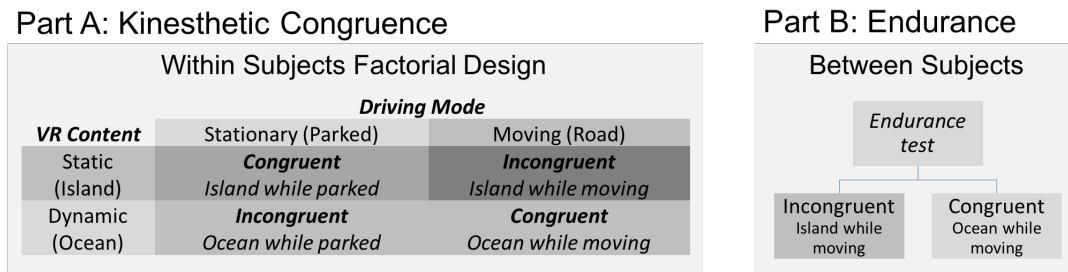 Part A: Kinesthetic Congruence
Within Subjects Factorial Design
Driving Mode
VR Content Stationary (Parked) Moving (Road)
Static Congruent Incongruent
(Island) Island while parked Island while moving
Dynamic Incongruent Congruent
(Ocean) Ocean while parked Ocean while moving
Part B: Endurance
Between Subjects
Endurance
test
Incongruent Congruent
Island while Ocean while
moving moving